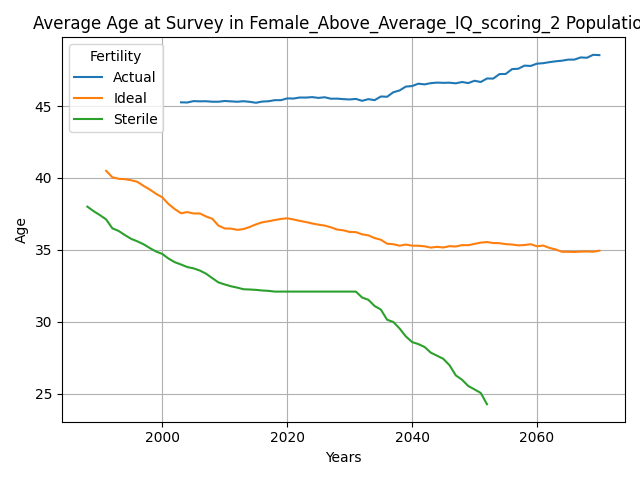 Average Age at Survey in Female_Above_Average_IQ_scoring_2 Populatio
Fertility
Actual
Ideal
Sterile
Age
45
40
35
30
25
2000
2020
2040
2060
Years